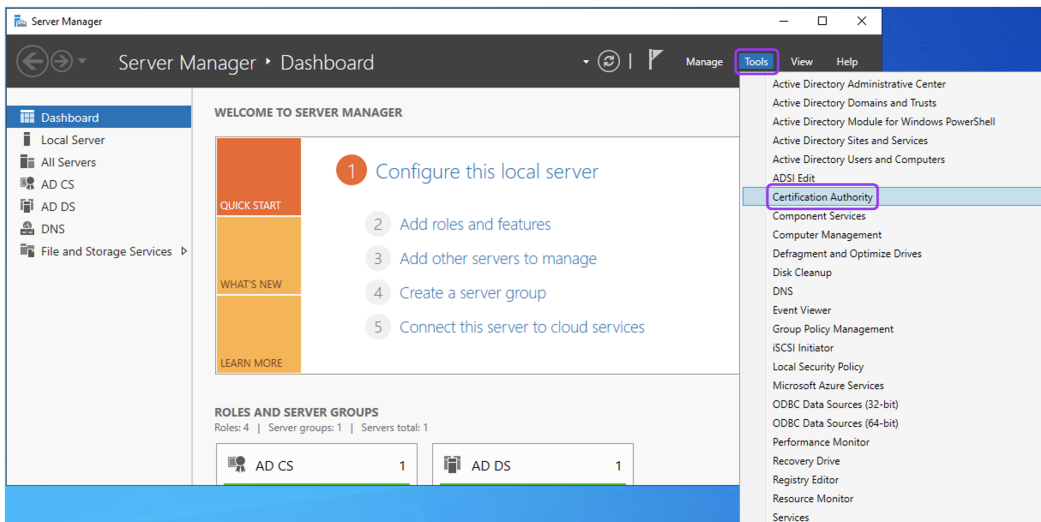 Server Manager
Server Manager • Dashboard
Manage
Tools
View
Help
Dashboard
Local Server
All Servers
AD CS
AD DS
DNS
File and Storage Services
WELCOME TO SERVER MANAGER
QUICK START
WHAT'S NEW
LEARN MORE
1 Configure this local server
2 Add roles and features
3 Add other servers to manage
4 Create a server group
5 Connect this server to cloud services
ROLES AND SERVER GROUPS
Roles: 4 | Server groups: 1 | Servers total: 1
AD CS 1
AD DS 1
Active Directory Administrative Center
Active Directory Domains and Trusts
Active Directory Module for Windows PowerShell
Active Directory Sites and Services
Active Directory Users and Computers
ADSI Edit
Certification Authority
Component Services
Computer Management
Defragment and Optimize Drives
Disk Cleanup
DNS
Event Viewer
Group Policy Management
iSCSI Initiator
Local Security Policy
Microsoft Azure Services
ODBC Data Sources (32-bit)
ODBC Data Sources (64-bit)
Performance Monitor
Recovery Drive
Registry Editor
Resource Monitor
Services